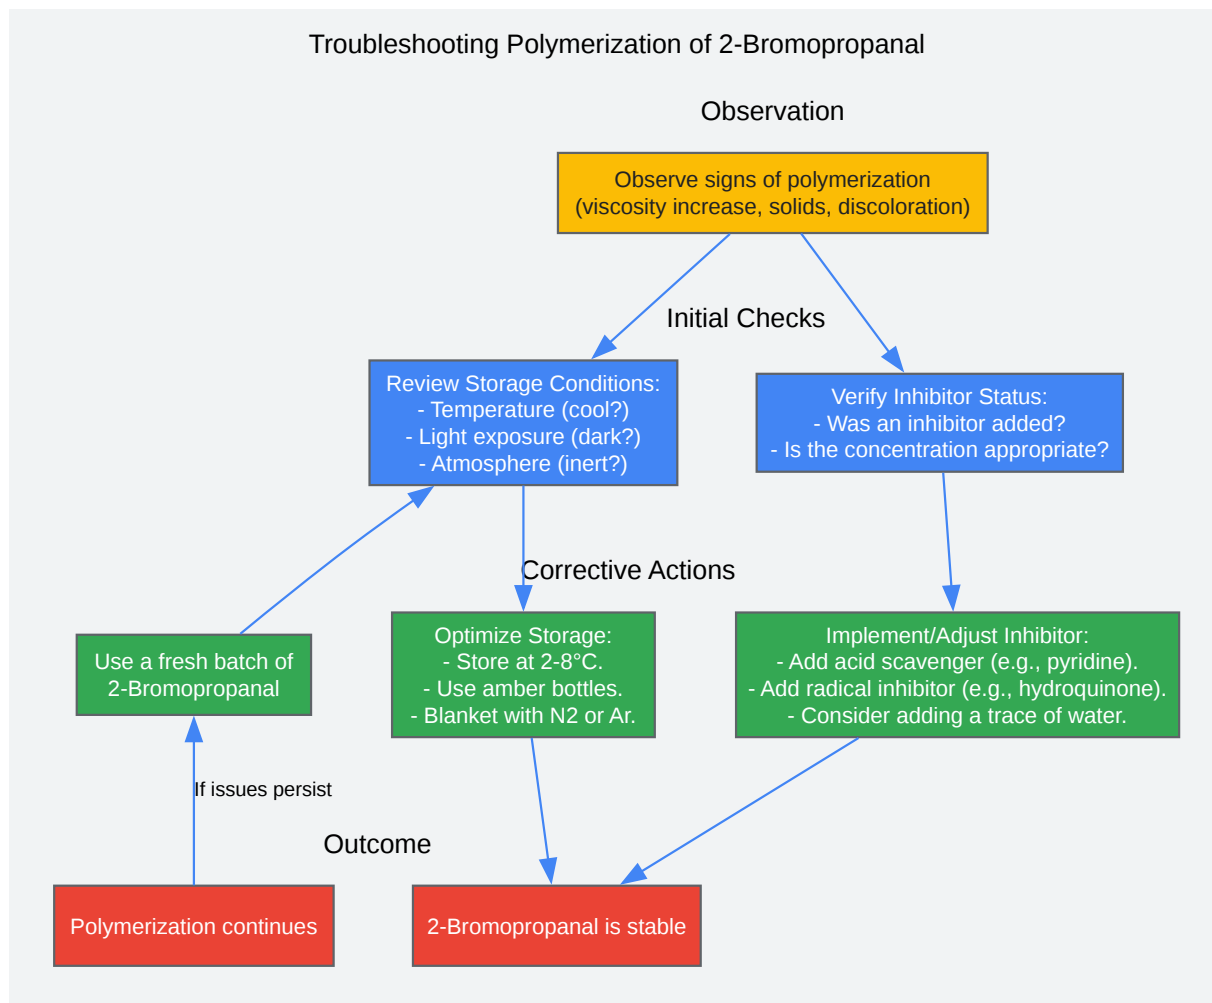 Troubleshooting Polymerization of 2-Bromopropanal
Observation
Observe signs of polymerization
(viscosity increase, solids, discoloration)
Initial Checks
Review Storage Conditions:
- Temperature (cool?)
- Light exposure (dark?)
- Atmosphere (inert?)
Verify Inhibitor Status:
- Was an inhibitor added?
- Is the concentration appropriate?
Corrective Actions
Use a fresh batch of
2-Bromopropanal
Optimize Storage:
- Store at 2-8°C.
- Use amber bottles.
- Blanket with N2 or Ar.
Implement/Adjust Inhibitor:
- Add acid scavenger (e.g., pyridine).
- Add radical inhibitor (e.g., hydroquinone).
- Consider adding a trace of water.
If issues persist
Outcome
Polymerization continues
2-Bromopropanal is stable